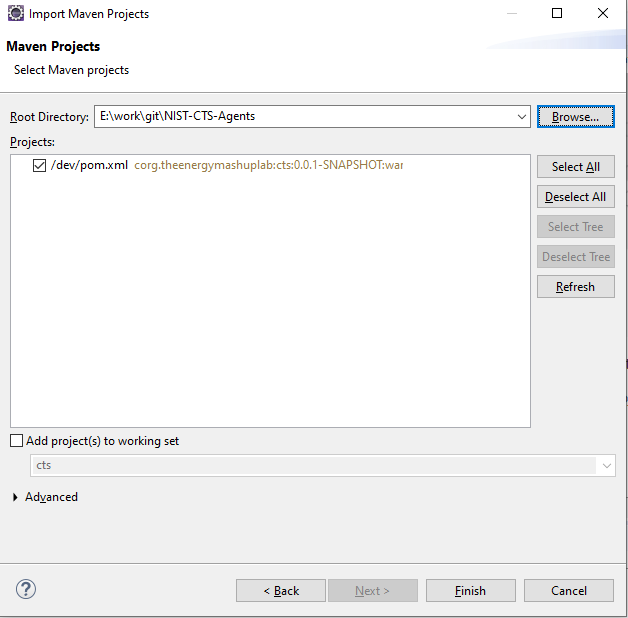 Import Maven Projects
Maven Projects
Select Maven projects
Root Directory: E:\work\git\NIST-CTS-Agents Browse...
Projects:
/dev/pom.xml corg.theenergymashuplab:cts:0.0.1-SNAPSHOT:war
Select All
Deselect All
Select Tree
Deselect Tree
Refresh
Add project(s) to working set
cts
Advanced
? < Back Next > Finish Cancel